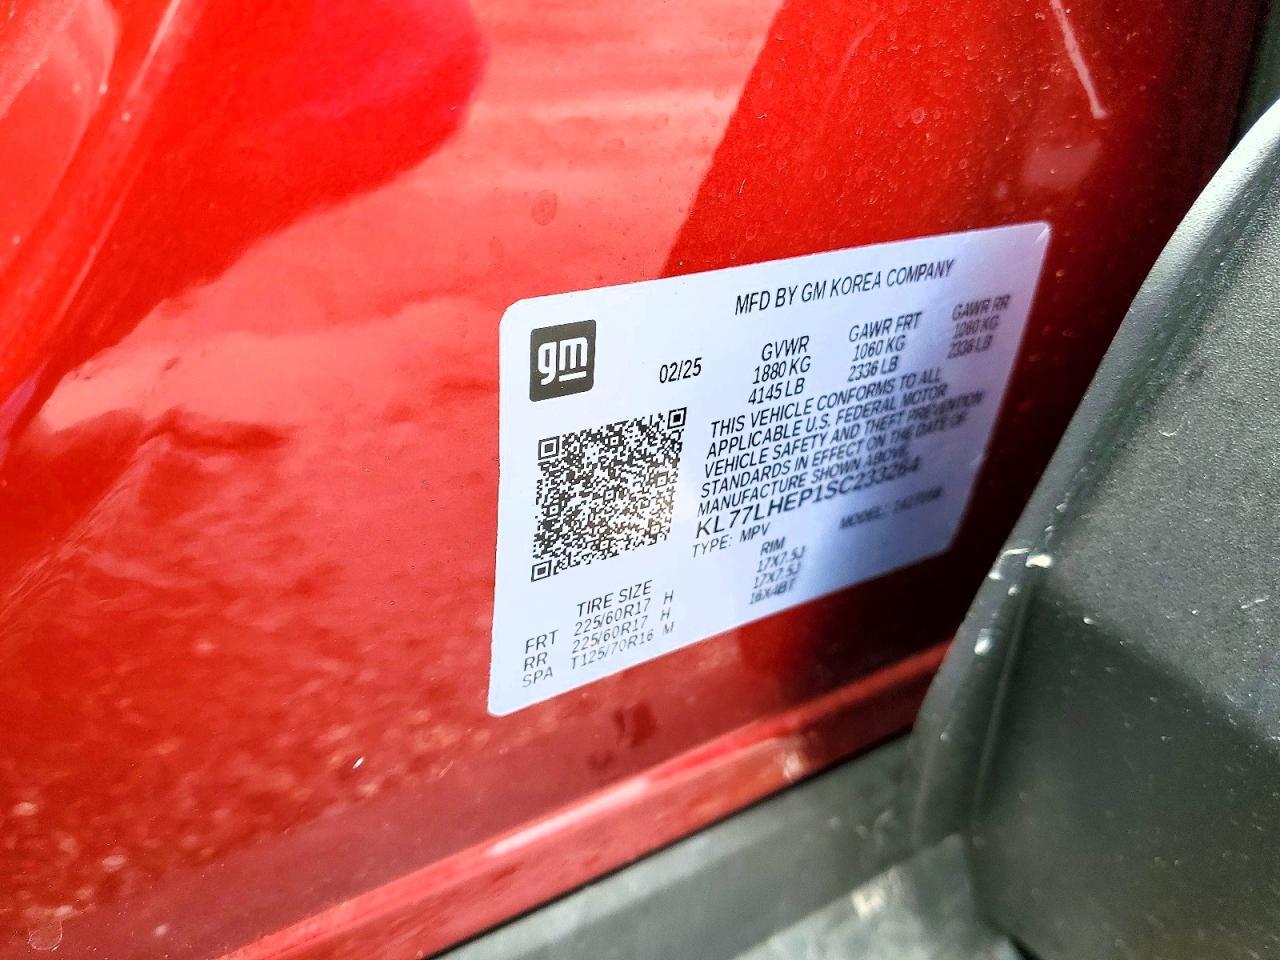 MFD BY GM KOREA COMPANY
gm
02/25
GVWR
1880 KG
4145 LB
GAWR FRT
1060 KG
2336 LB
GAWR RR
1060 KG
2336 LB
THIS VEHICLE CONFORMS TO ALL
APPLICABLE U.S. FEDERAL MOTOR
VEHICLE SAFETY AND THEFT PREVENTION
STANDARDS IN EFFECT ON THE DATE OF
MANUFACTURE SHOWN ABOVE.
KL77LHEP1SC233264
TYPE: MPV
MODEL:
TIRE SIZE RIM
FRT 225/60R17 H 17X7.5J
RR 225/60R17 H 17X7.5J
SPA T125/70R16 M 16X4BT